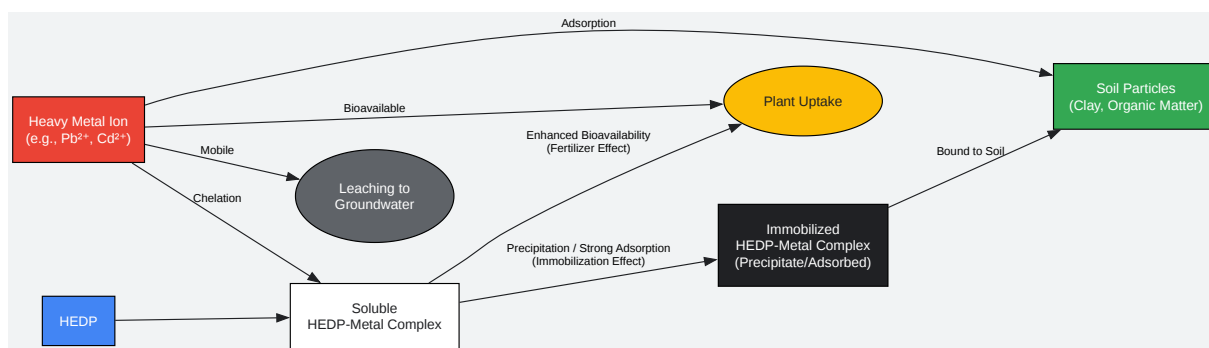 Adsorption
Heavy Metal Ion
(e.g., Pb²⁺, Cd²⁺)
Bioavailable
Plant Uptake
Soil Particles
(Clay, Organic Matter)
Mobile
Enhanced Bioavailability
(Fertilizer Effect)
Bound to Soil
Chelation
Leaching to
Groundwater
Immobilized
HEDP-Metal Complex
(Precipitate/Adsorbed)
Precipitation / Strong Adsorption
(Immobilization Effect)
HEDP
Soluble
HEDP-Metal Complex